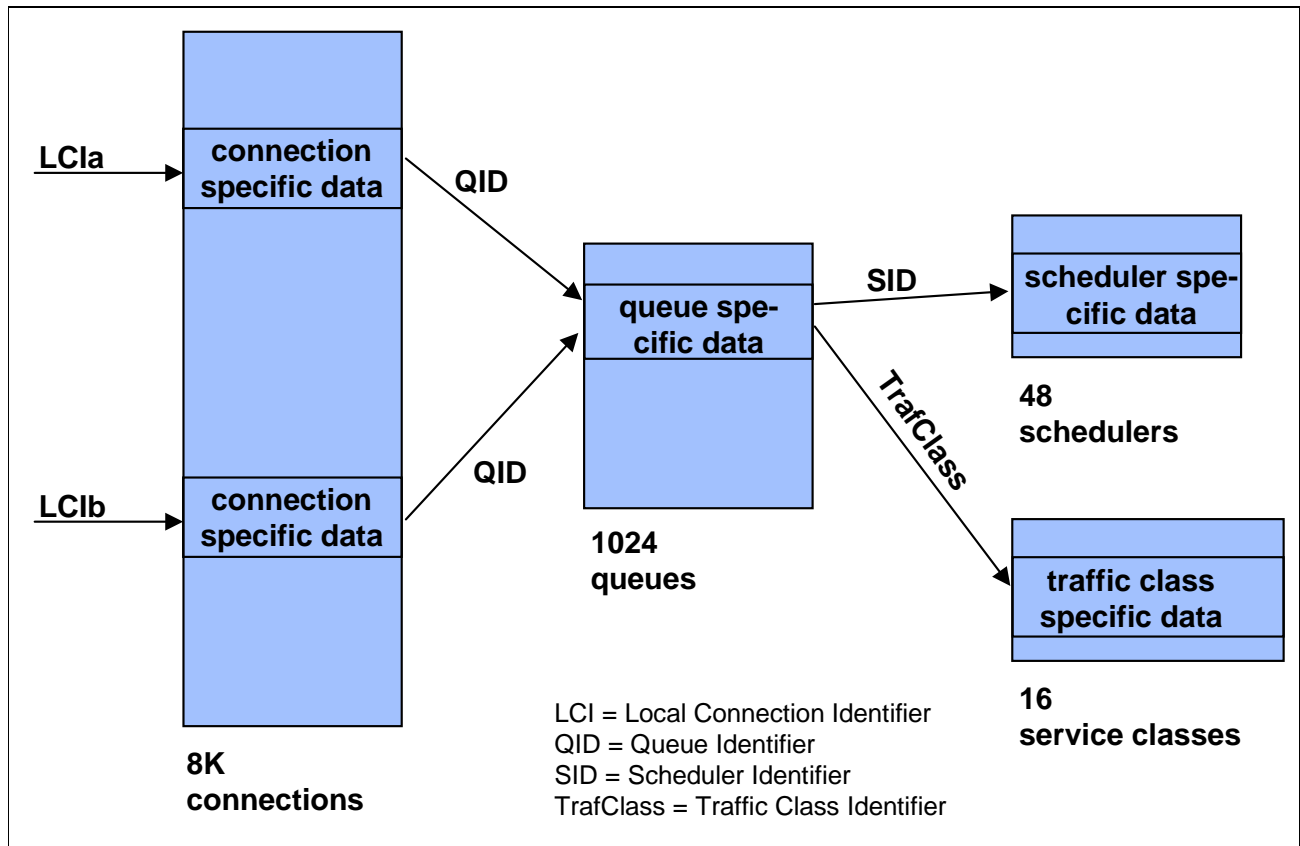 LCIa
connection
specific data
QID
queue spe-
cific data
SID
scheduler spe-
cific data
48
schedulers
TrafClass
LCIb
connection
specific data
QID
1024
queues
traffic class
specific data
16
service classes
8K
connections
LCI = Local Connection Identifier
QID = Queue Identifier
SID = Scheduler Identifier
TrafClass = Traffic Class Identifier